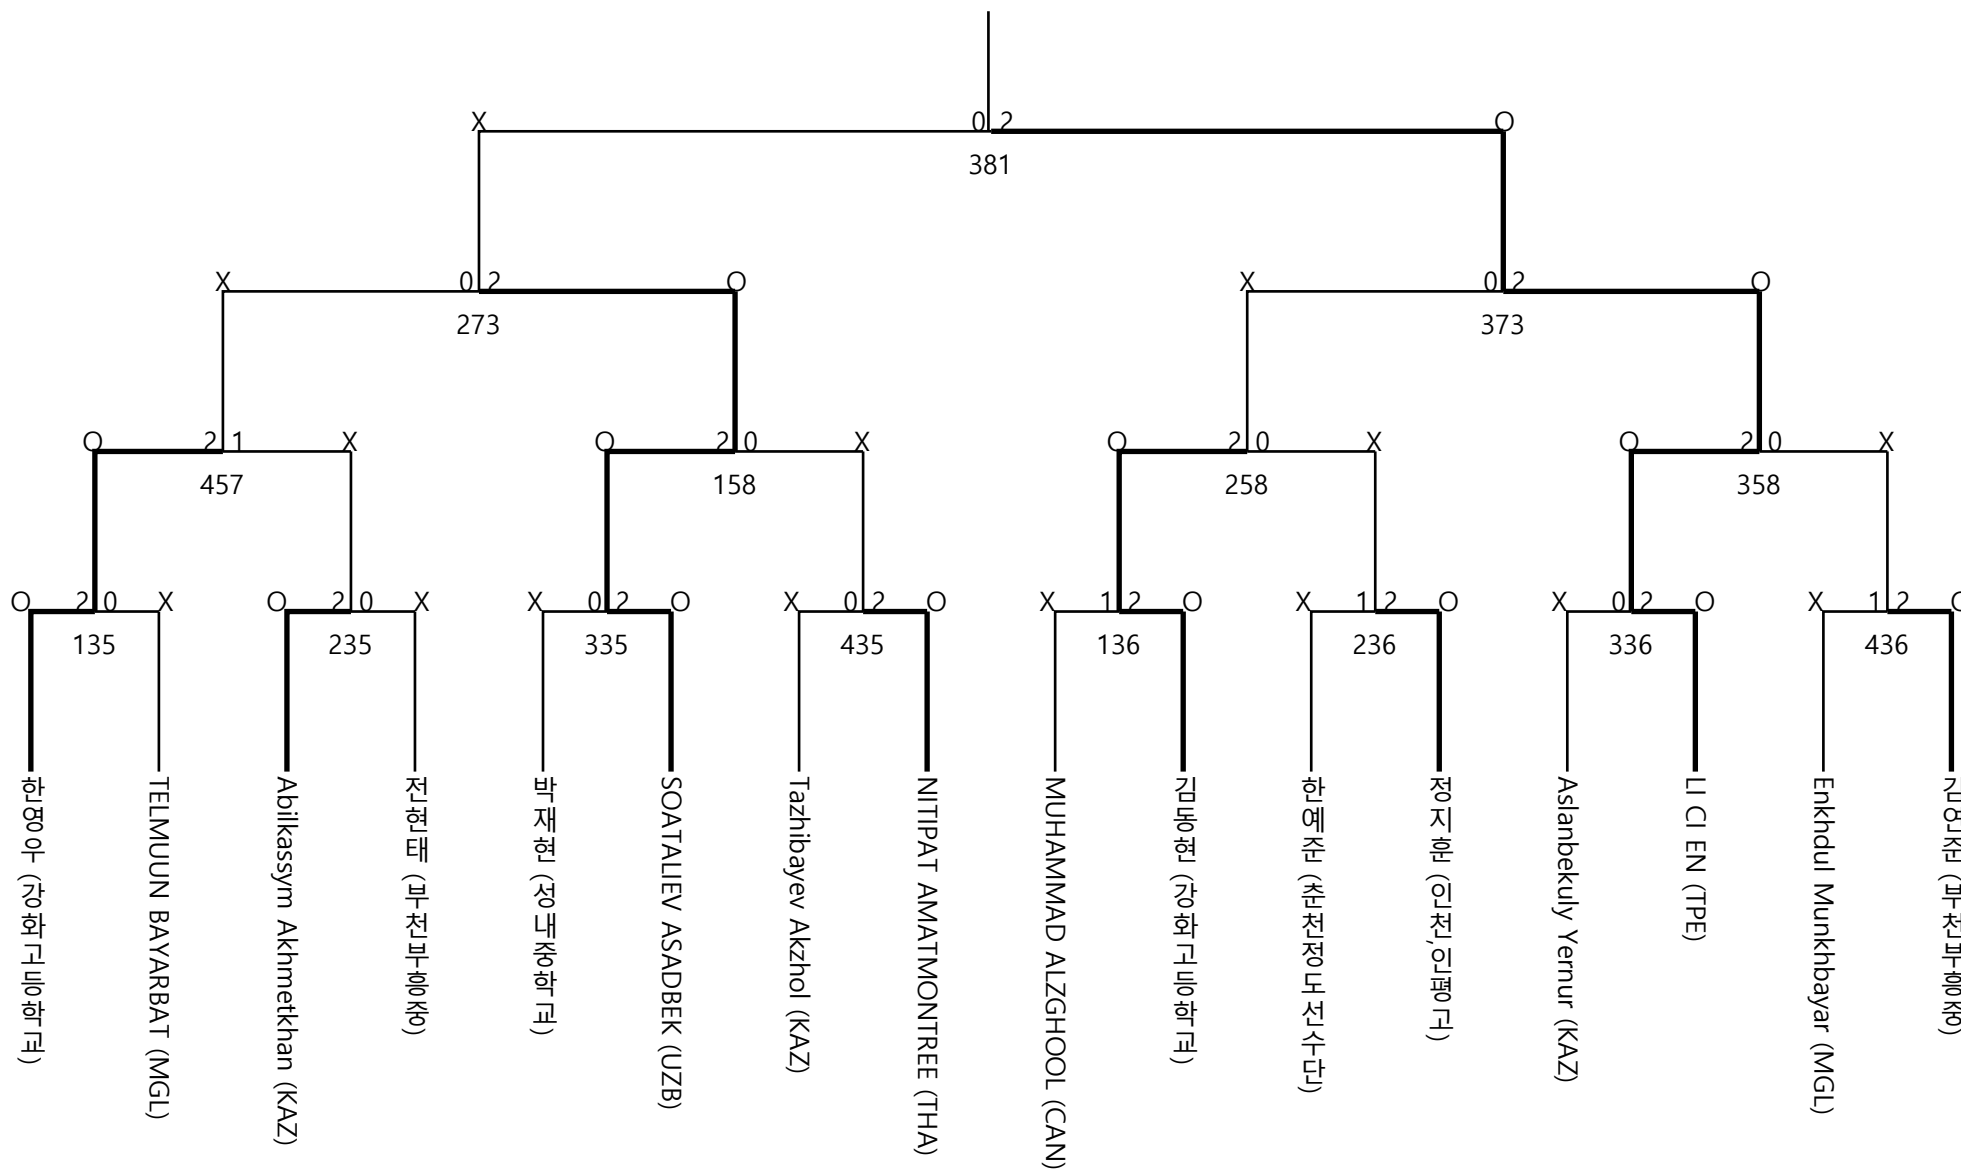 X 0 2 O
381
X 0 2 O X 0 2 O
273 373
O 2 1 X O 2 0 X O 2 0 X O 2 0 X
457 158 258 358
O 2 0 X O 2 0 X X 0 2 O X 0 2 O X 1 2 O X 1 2 O X 0 2 O X 1 2 O
135 235 335 435 136 236 336 436
한영우 (강화고등학교)
TELMUUN BAYARBAT (MGL)
Abilkassym Akhmetkhan (KAZ)
전현태 (부천부흥중)
박재현 (성내중학교)
SOATALIEV ASADBEK (UZB)
Tazhibayev Akzhol (KAZ)
NITIPAT AMATMONTREE (THA)
MUHAMMAD ALZGHOOL (CAN)
김동현 (강화고등학교)
한예준 (춘천정도선수단)
정지훈 (인천,인평고)
Aslanbekuly Yernur (KAZ)
LI CI EN (TPE)
Enkhdul Munkhbayar (MGL)
(부천부흥중)